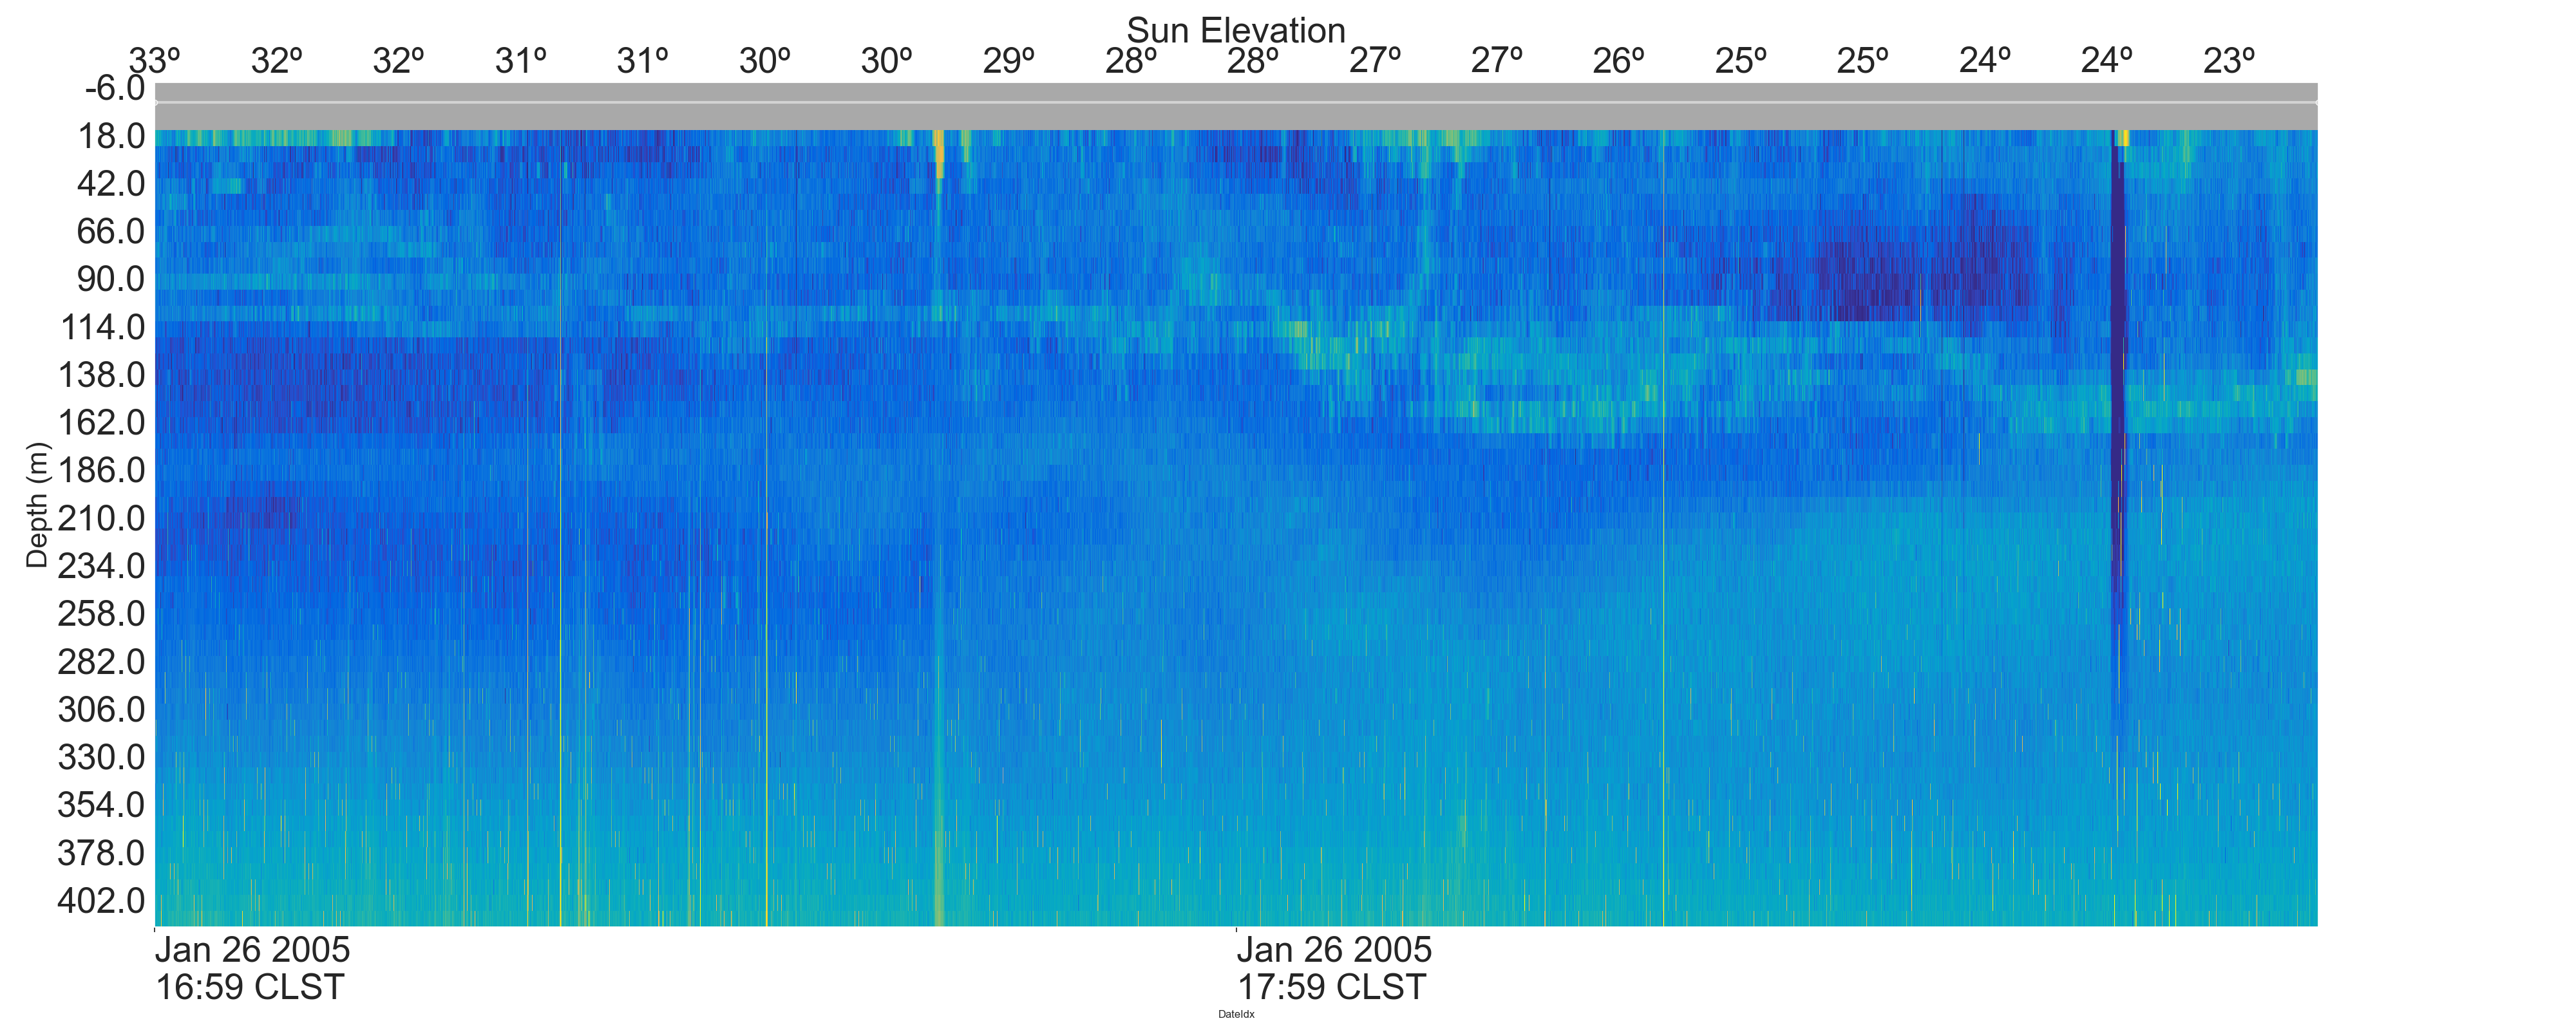 Sun Elevation
33º 32º 32º 31º 31º 30º 30º 29º 28º 28º 27º 27º 26º 25º 25º 24º 24º 23º
-6.0
18.0
42.0
66.0
90.0
114.0
138.0
162.0
186.0
210.0
234.0
258.0
282.0
306.0
330.0
354.0
378.0
402.0
Depth (m)
Jan 26 2005
16:59 CLST
Jan 26 2005
17:59 CLST
DateIdx